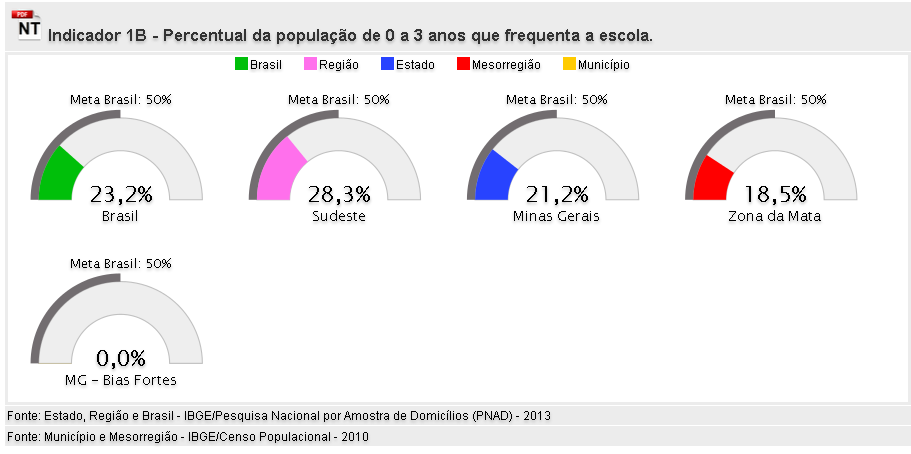 PDF
NT
Indicador 1B - Percentual da população de 0 a 3 anos que frequenta a escola.
Brasil Região Estado Mesorregião Município
Meta Brasil: 50% Meta Brasil: 50% Meta Brasil: 50% Meta Brasil: 50%
23,2% 28,3% 21,2% 18,5%
Brasil Sudeste Minas Gerais Zona da Mata
Meta Brasil: 50%
0,0%
MG - Bias Fortes
Fonte: Estado, Região e Brasil - IBGE/Pesquisa Nacional por Amostra de Domicílios (PNAD) - 2013
Fonte: Município e Mesorregião - IBGE/Censo Populacional - 2010